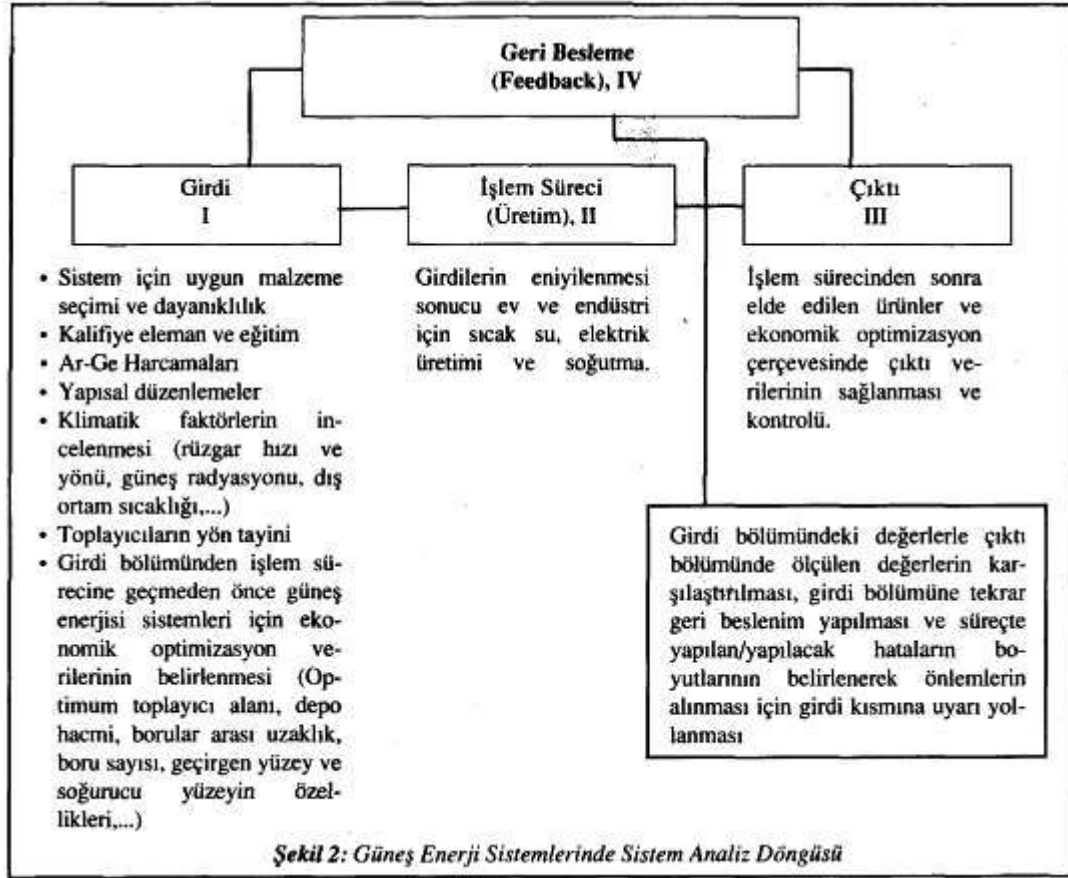 Geri Besleme
(Feedback), IV
Girdi
I
İşlem Süreci
(Üretim), II
Çıktı
III
• Sistem için uygun malzeme
seçimi ve dayanıklılık
• Kalifiye eleman ve eğitim
• Ar-Ge Harcamaları
• Yapısal düzenlemeler
• Klimatik faktörlerin in-
celenmesi (rüzgar hızı ve
yönü, güneş radyasyonu, dış
ortam sıcaklığı,...)
• Toplayıcıların yön tayini
• Girdi bölümünden işlem sü-
recine geçmeden önce güneş
enerjisi sistemleri için eko-
nomik optimizasyon ve-
rilerinin belirlenmesi (Op-
timum toplayıcı alanı, depo
hacmi, borular arası uzaklık,
boru sayısı, geçirgen yüzey ve
soğurucu yüzeyin özel-
likleri,...)
Girdilerin eniyilenmesi
sonucu ev ve endüstri
için sıcak su, elektrik
üretimi ve soğutma.
İşlem sürecinden sonra
elde edilen ürünler ve
ekonomik optimizasyon
çerçevesinde çıktı ve-
rilerinin sağlanması ve
kontrolü.
Girdi bölümündeki değerlerle çıktı
bölümünde ölçülen değerlerin kar-
şılaştırılması, girdi bölümüne tekrar
geri beslenim yapılması ve süreçte
yapılan/yapılacak hataların bo-
yutlarının belirlenerek önlemlerin
alınması için girdi kısmına uyarı yol-
lanması
Şekil 2: Güneş Enerji Sistemlerinde Sistem Analiz Döngüsü